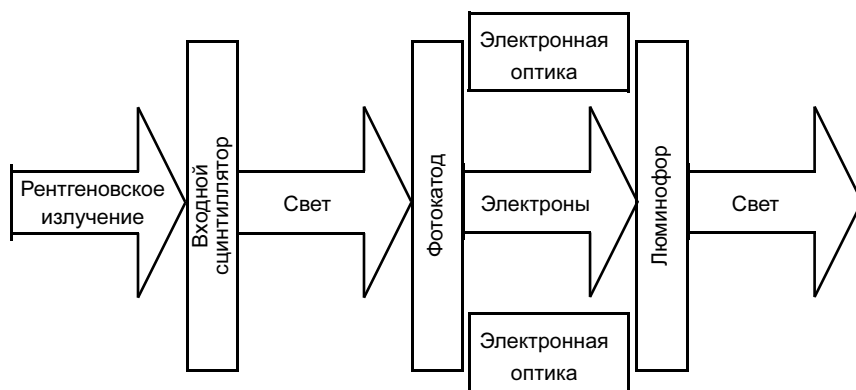 Электронная
оптика
Рентгеновское
излучение
Входной
сцинтиллятор
Свет
Фотокатод
Электроны
Люминофор
Свет
Электронная
оптика